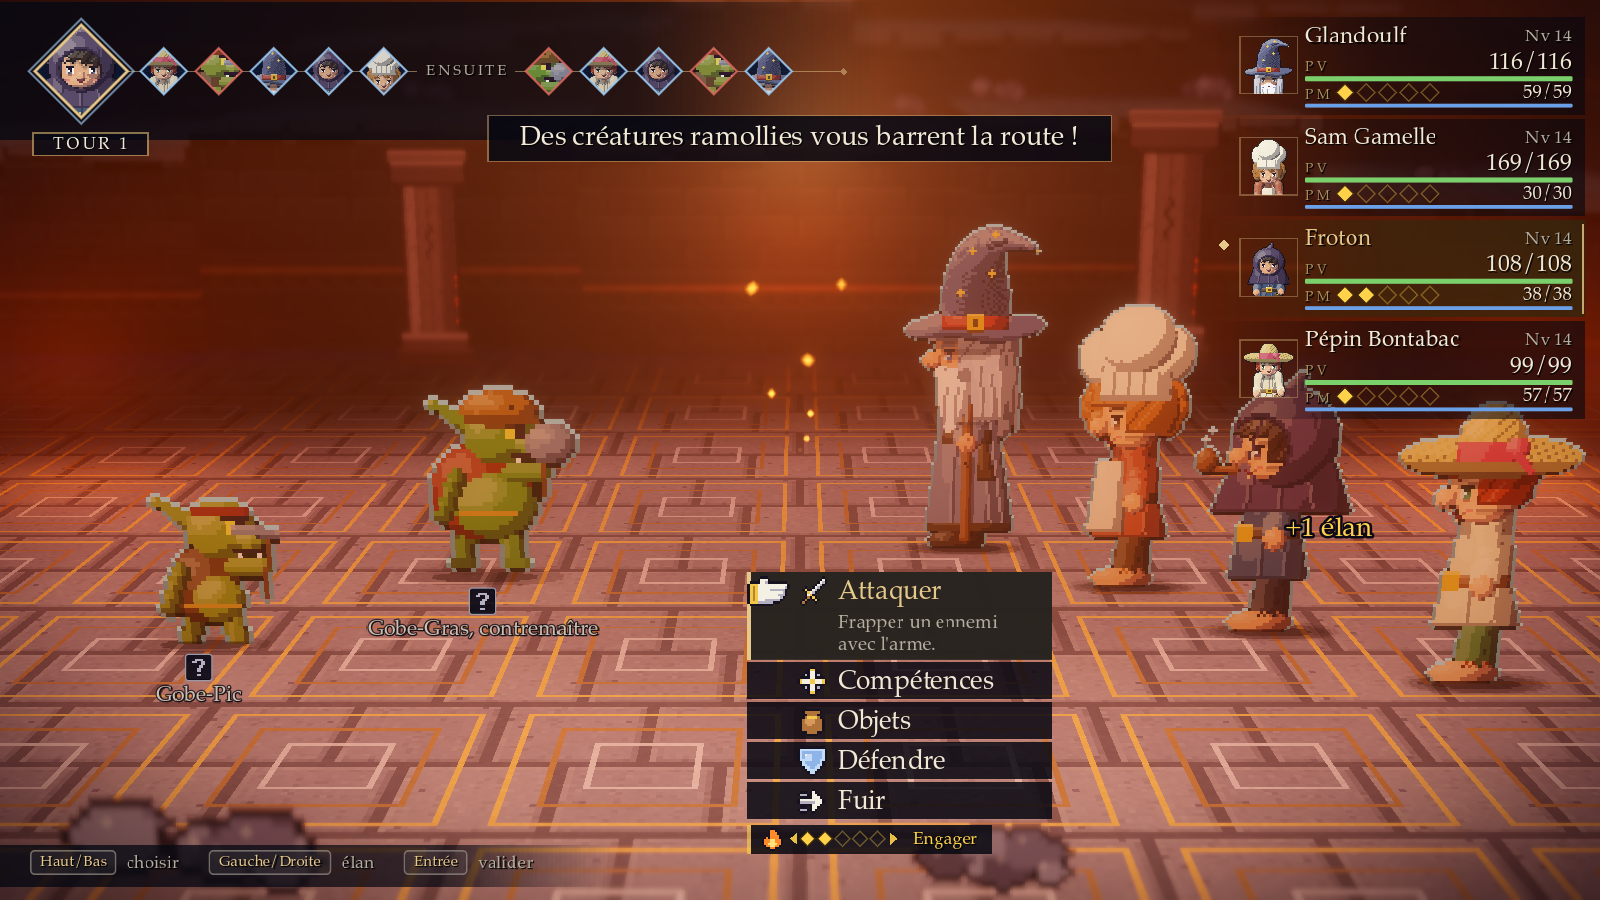 ENSUITE
TOUR 1
Des créatures ramollies vous barrent la route !
Glandoulf Nv 14
PV 116/116
PM 59/59
Sam Gamelle Nv 14
PV 169/169
PM 30/30
Froton Nv 14
PV 108/108
PM 38/38
Pépin Bontabac Nv 14
PV 99/99
PM 57/57
+1 élan
?
Gobe-Gras, contremaître
?
Gobe-Pic
Attaquer
Frapper un ennemi
avec l'arme.
Compétences
Objets
Défendre
Fuir
Engager
Haut/Bas choisir Gauche/Droite élan Entrée valider